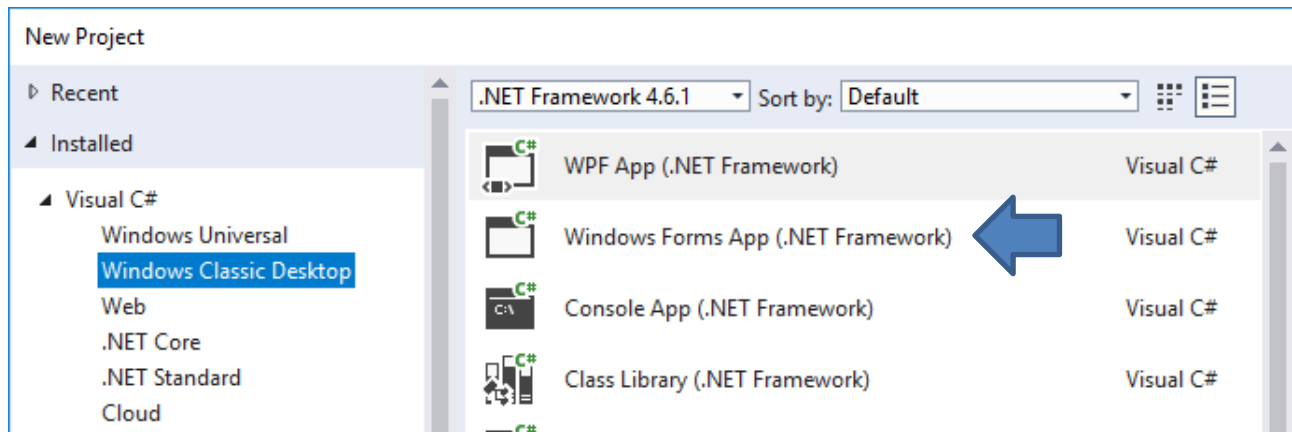 New Project
Recent
Installed
Visual C#
Windows Universal
Windows Classic Desktop
Web
.NET Core
.NET Standard
Cloud
.NET Framework 4.6.1 Sort by: Default
C#
WPF App (.NET Framework) Visual C#
C#
Windows Forms App (.NET Framework) Visual C#
C#
C:\
Console App (.NET Framework) Visual C#
C#
Class Library (.NET Framework) Visual C#
C#